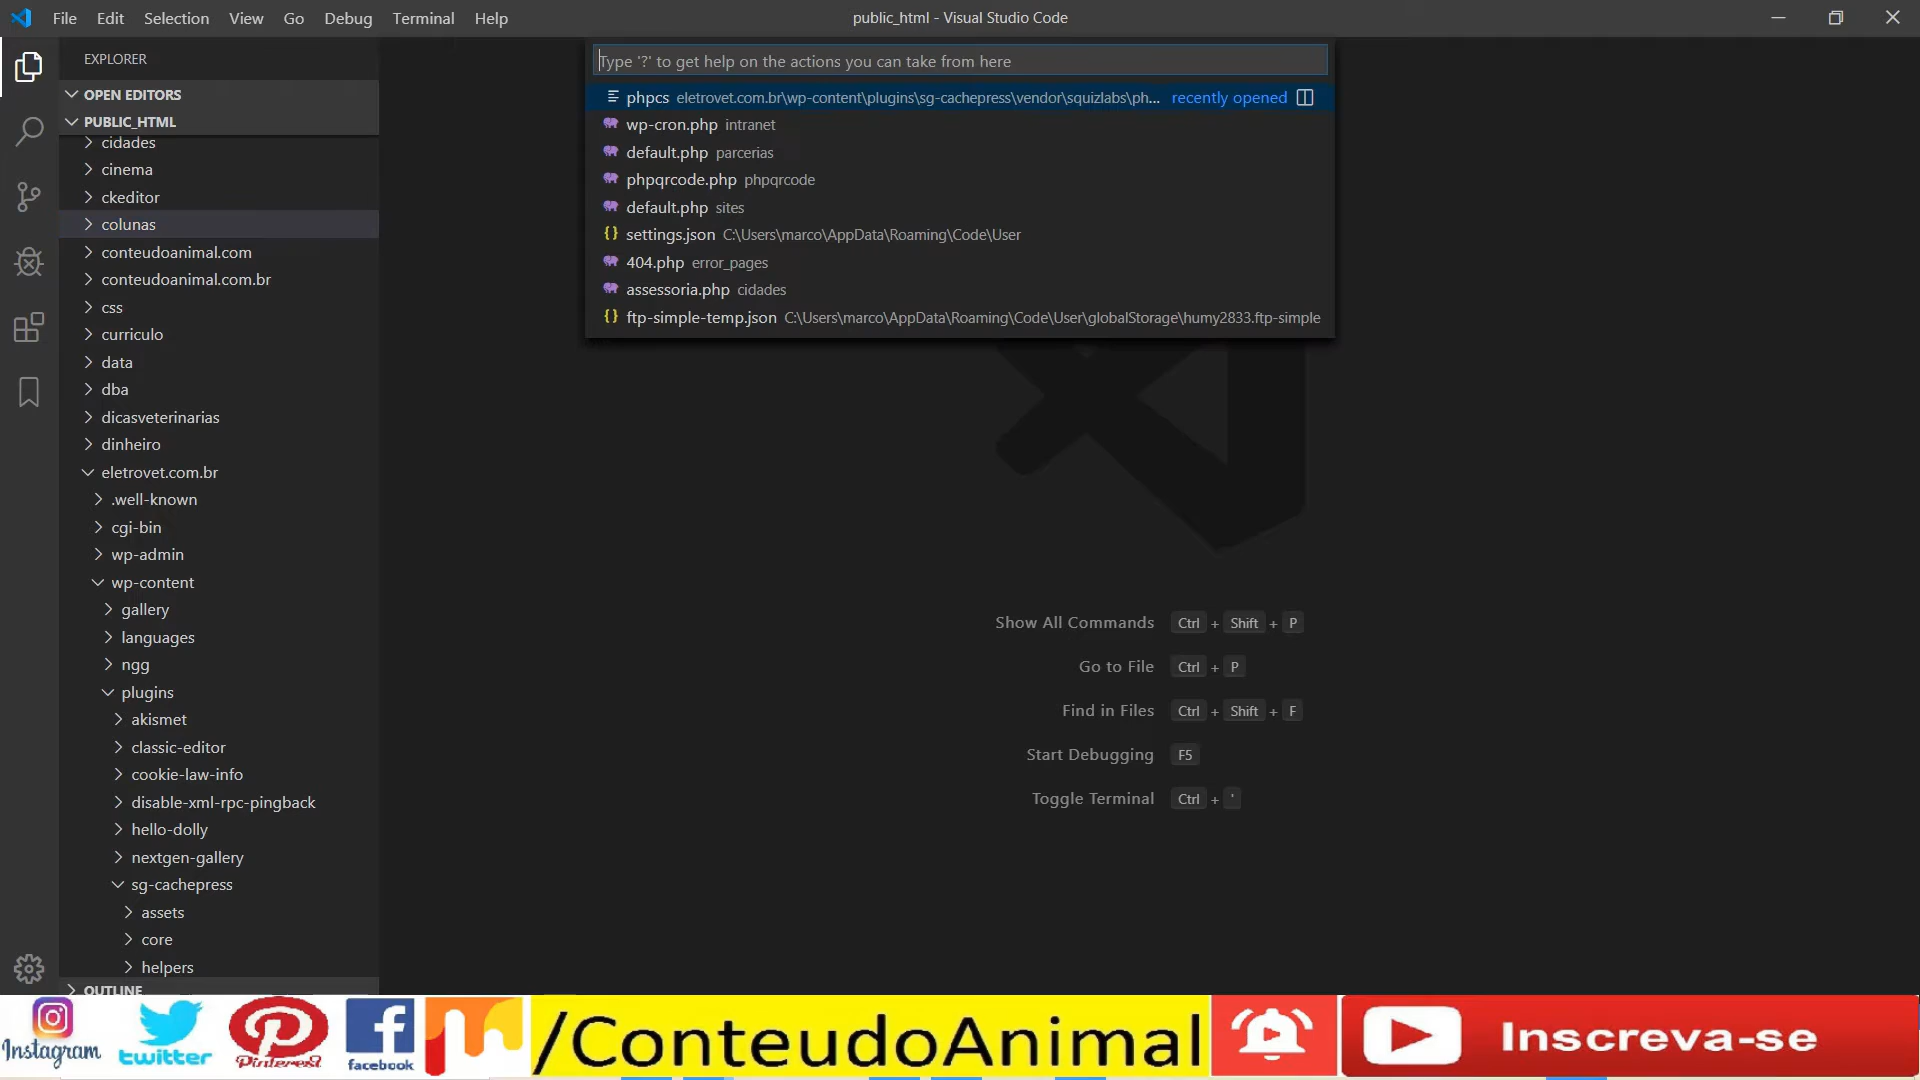 File Edit Selection View Go Debug Terminal Help
public_html - Visual Studio Code
EXPLORER
OPEN EDITORS
PUBLIC_HTML
cidades
cinema
ckeditor
colunas
conteudoanimal.com
conteudoanimal.com.br
css
curriculo
data
dba
dicasveterinarias
dinheiro
eletrovet.com.br
.well-known
cgi-bin
wp-admin
wp-content
gallery
languages
ngg
plugins
akismet
classic-editor
cookie-law-info
disable-xml-rpc-pingback
hello-dolly
nextgen-gallery
sg-cachepress
assets
core
helpers
OUTLINE
Type '?' to get help on the actions you can take from here
phpcs eletrovet.com.br\wp-content\plugins\sg-cachepress\vendor\squizlabs\ph... recently opened
wp-cron.php intranet
default.php parcerias
phpqrcode.php phpqrcode
default.php sites
{} settings.json C:\Users\marco\AppData\Roaming\Code\User
404.php error_pages
assessoria.php cidades
{} ftp-simple-temp.json C:\Users\marco\AppData\Roaming\Code\User\globalStorage\humy2833.ftp-simple
Show All Commands Ctrl + Shift + P
Go to File Ctrl + P
Find in Files Ctrl + Shift + F
Start Debugging F5
Toggle Terminal Ctrl + '
Instagram
twitter
Pinterest
facebook
/ConteudoAnimal
Inscreva-se